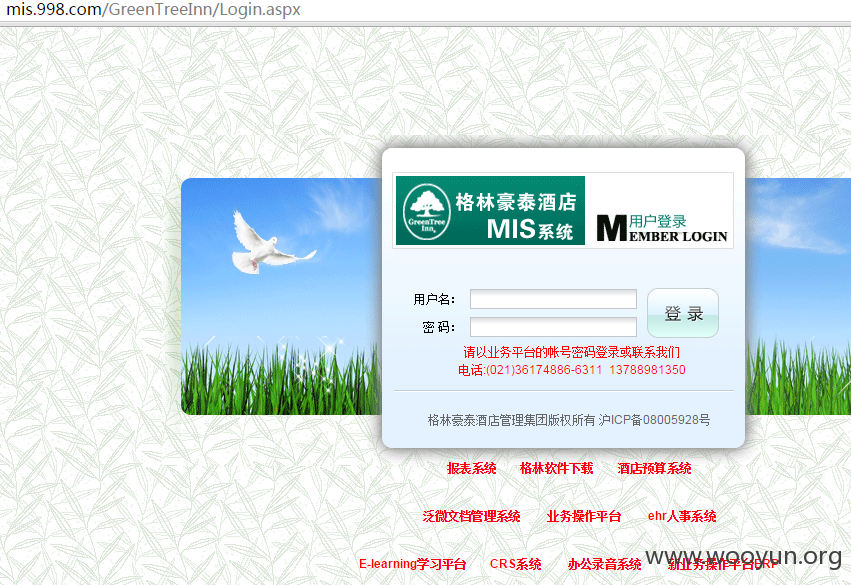 mis.998.com/GreenTreeInn/Login.aspx
格林豪泰酒店
GreenTree Inn
MIS系统
用户登录
MEMBER LOGIN
用户名：
登 录
密 码：
请以业务平台的帐号密码登录或联系我们
电话:(021)36174886-6311 13788981350
格林豪泰酒店管理集团版权所有 沪ICP备08005928号
报表系统 格林软件下载 酒店预算系统
泛微文档管理系统 业务操作平台 ehr人事系统
www.wooyun.org
E-learning学习平台 CRS系统 办公录音系统 新业务操作平台ERP